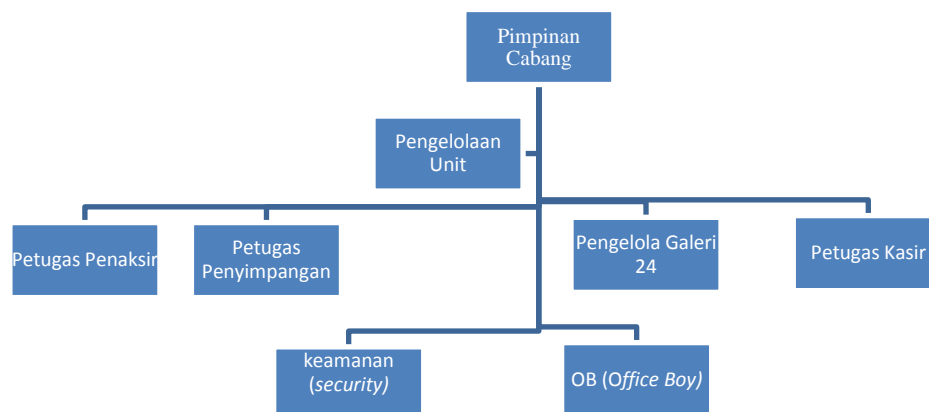 Pimpinan
Cabang
Pengelolaan
Unit
Petugas Penaksir
Petugas
Penyimpangan
Pengelola Galeri
24
Petugas Kasir
keamanan
(security)
OB (Office Boy)